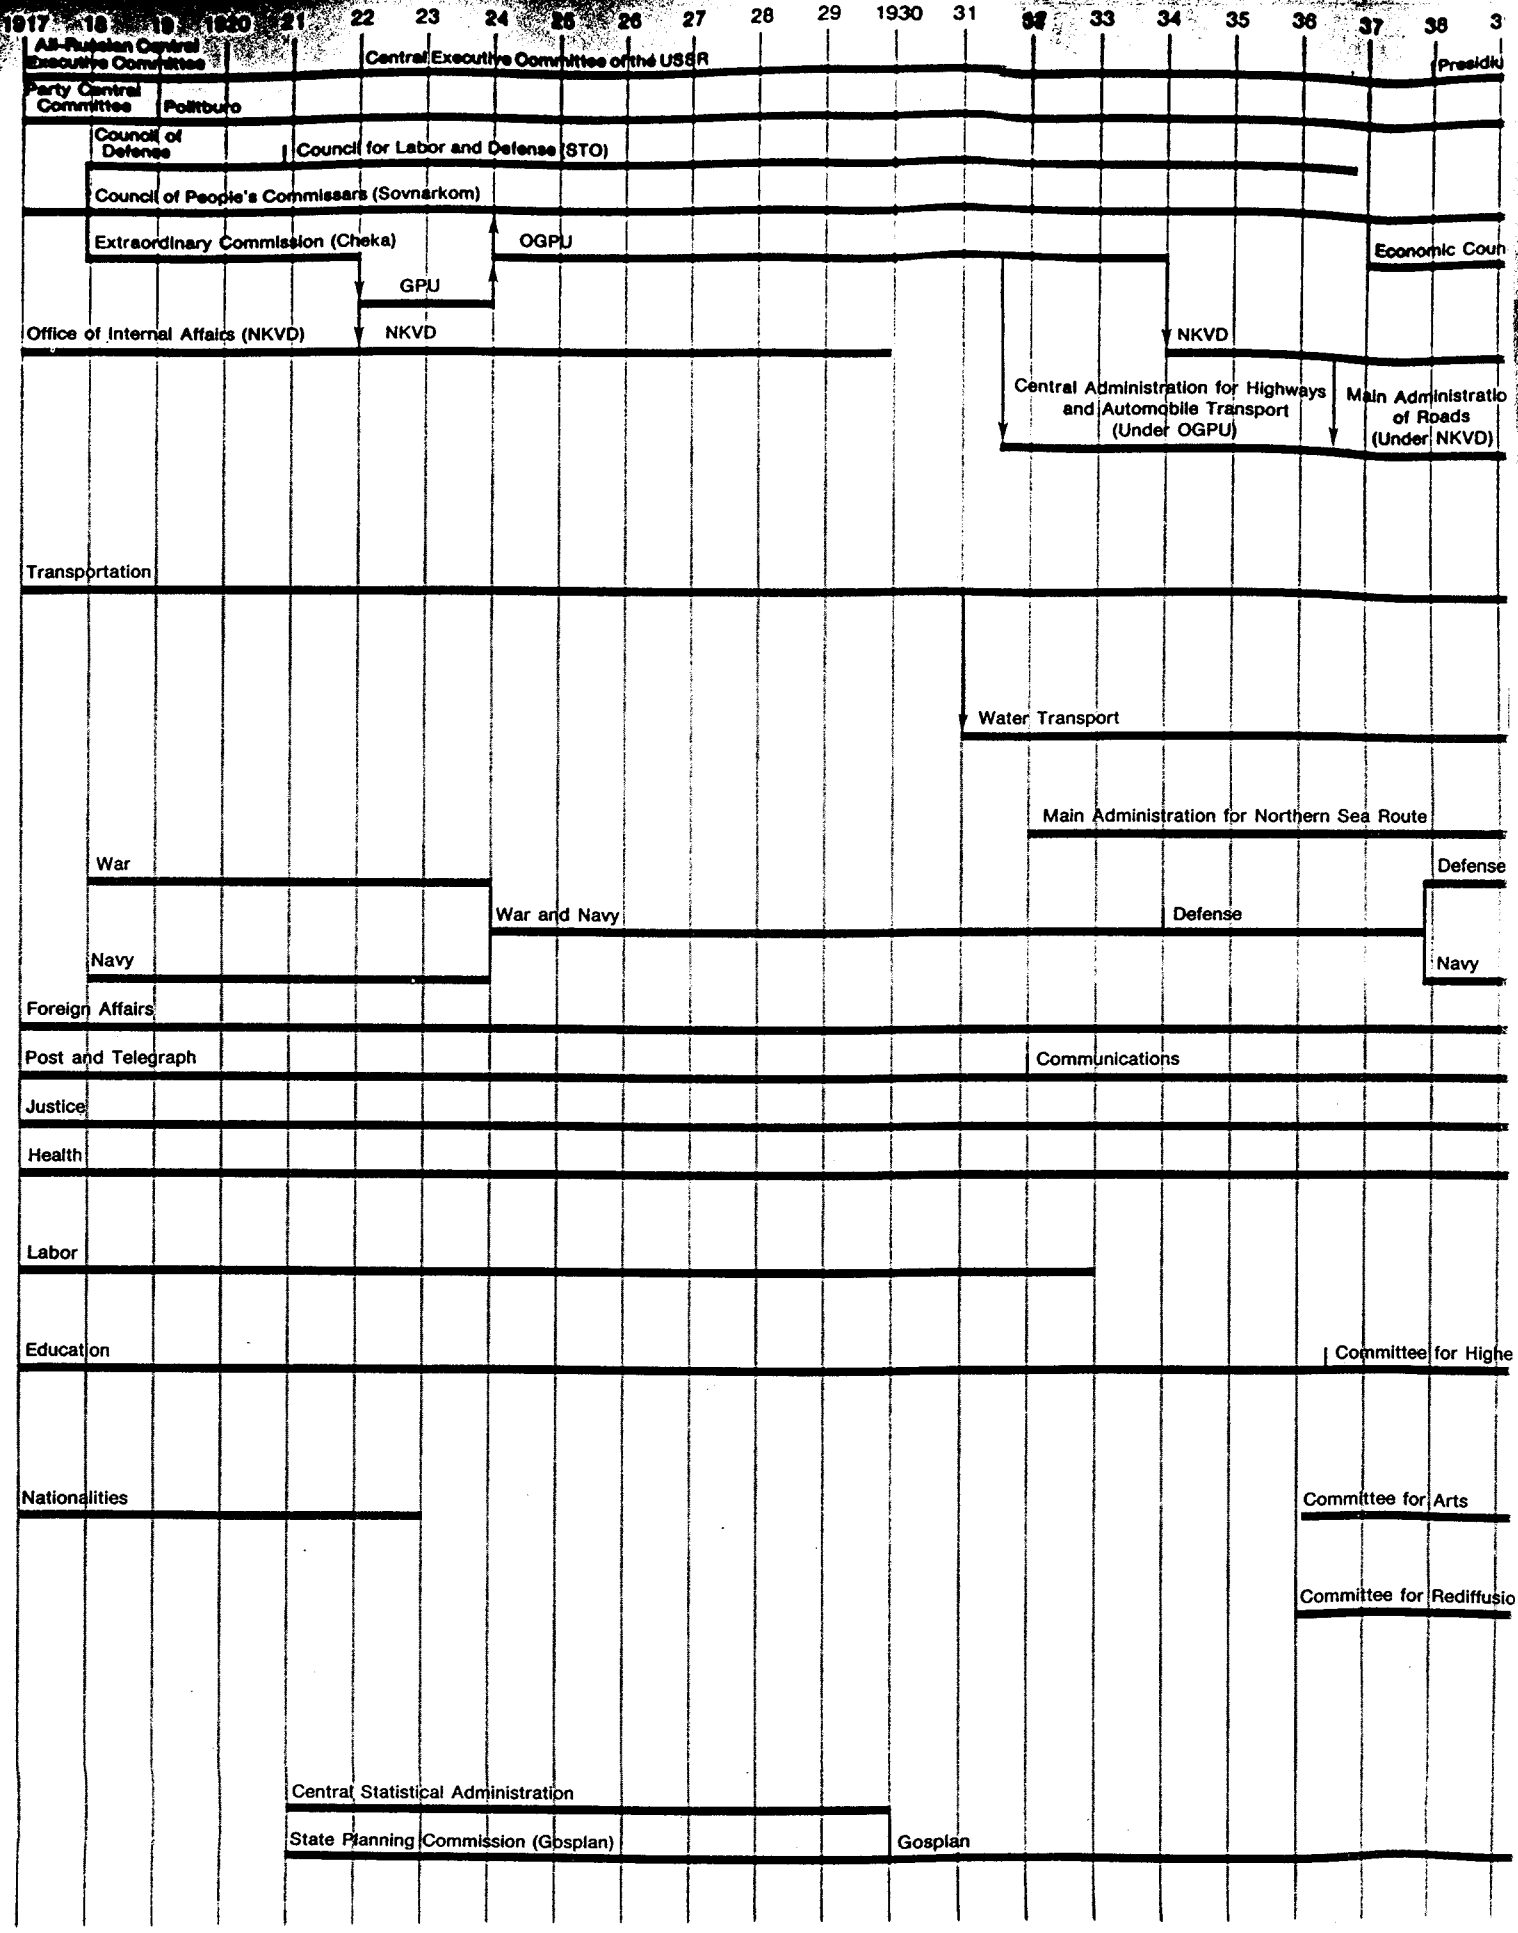 1917 18 19 1920 21 22 23 24 25 26 27 28 29 1930 31 32 33 34 35 36 37 38 3
All-Russian Central
Executive Committee
Central Executive Committee of the USSR
Presidiu
Party Central
Committee
Politburo
Council of
Defense
Council for Labor and Defense (STO)
Council of People's Commissars (Sovnarkom)
Extraordinary Commission (Cheka)
OGPU
Economic Coun
GPU
Office of Internal Affairs (NKVD)
NKVD
NKVD
Central Administration for Highways
and Automobile Transport
(Under OGPU)
Main Administratio
of Roads
(Under NKVD)
Transportation
Water Transport
Main Administration for Northern Sea Route
War
Defense
War and Navy
Defense
Navy
Navy
Foreign Affairs
Post and Telegraph
Communications
Justice
Health
Labor
Education
Committee for Highe
Nationalities
Committee for Arts
Committee for Rediffusio
Central Statistical Administration
State Planning Commission (Gosplan)
Gosplan